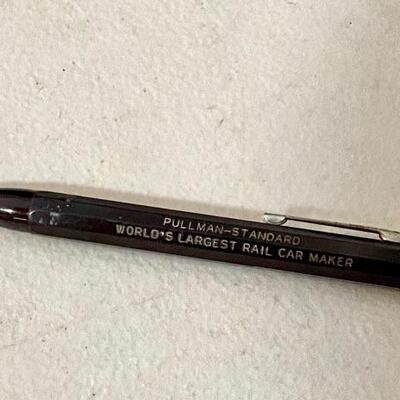 PULLMAN-STANDARD
WORLD'S LARGEST RAIL CAR MAKER